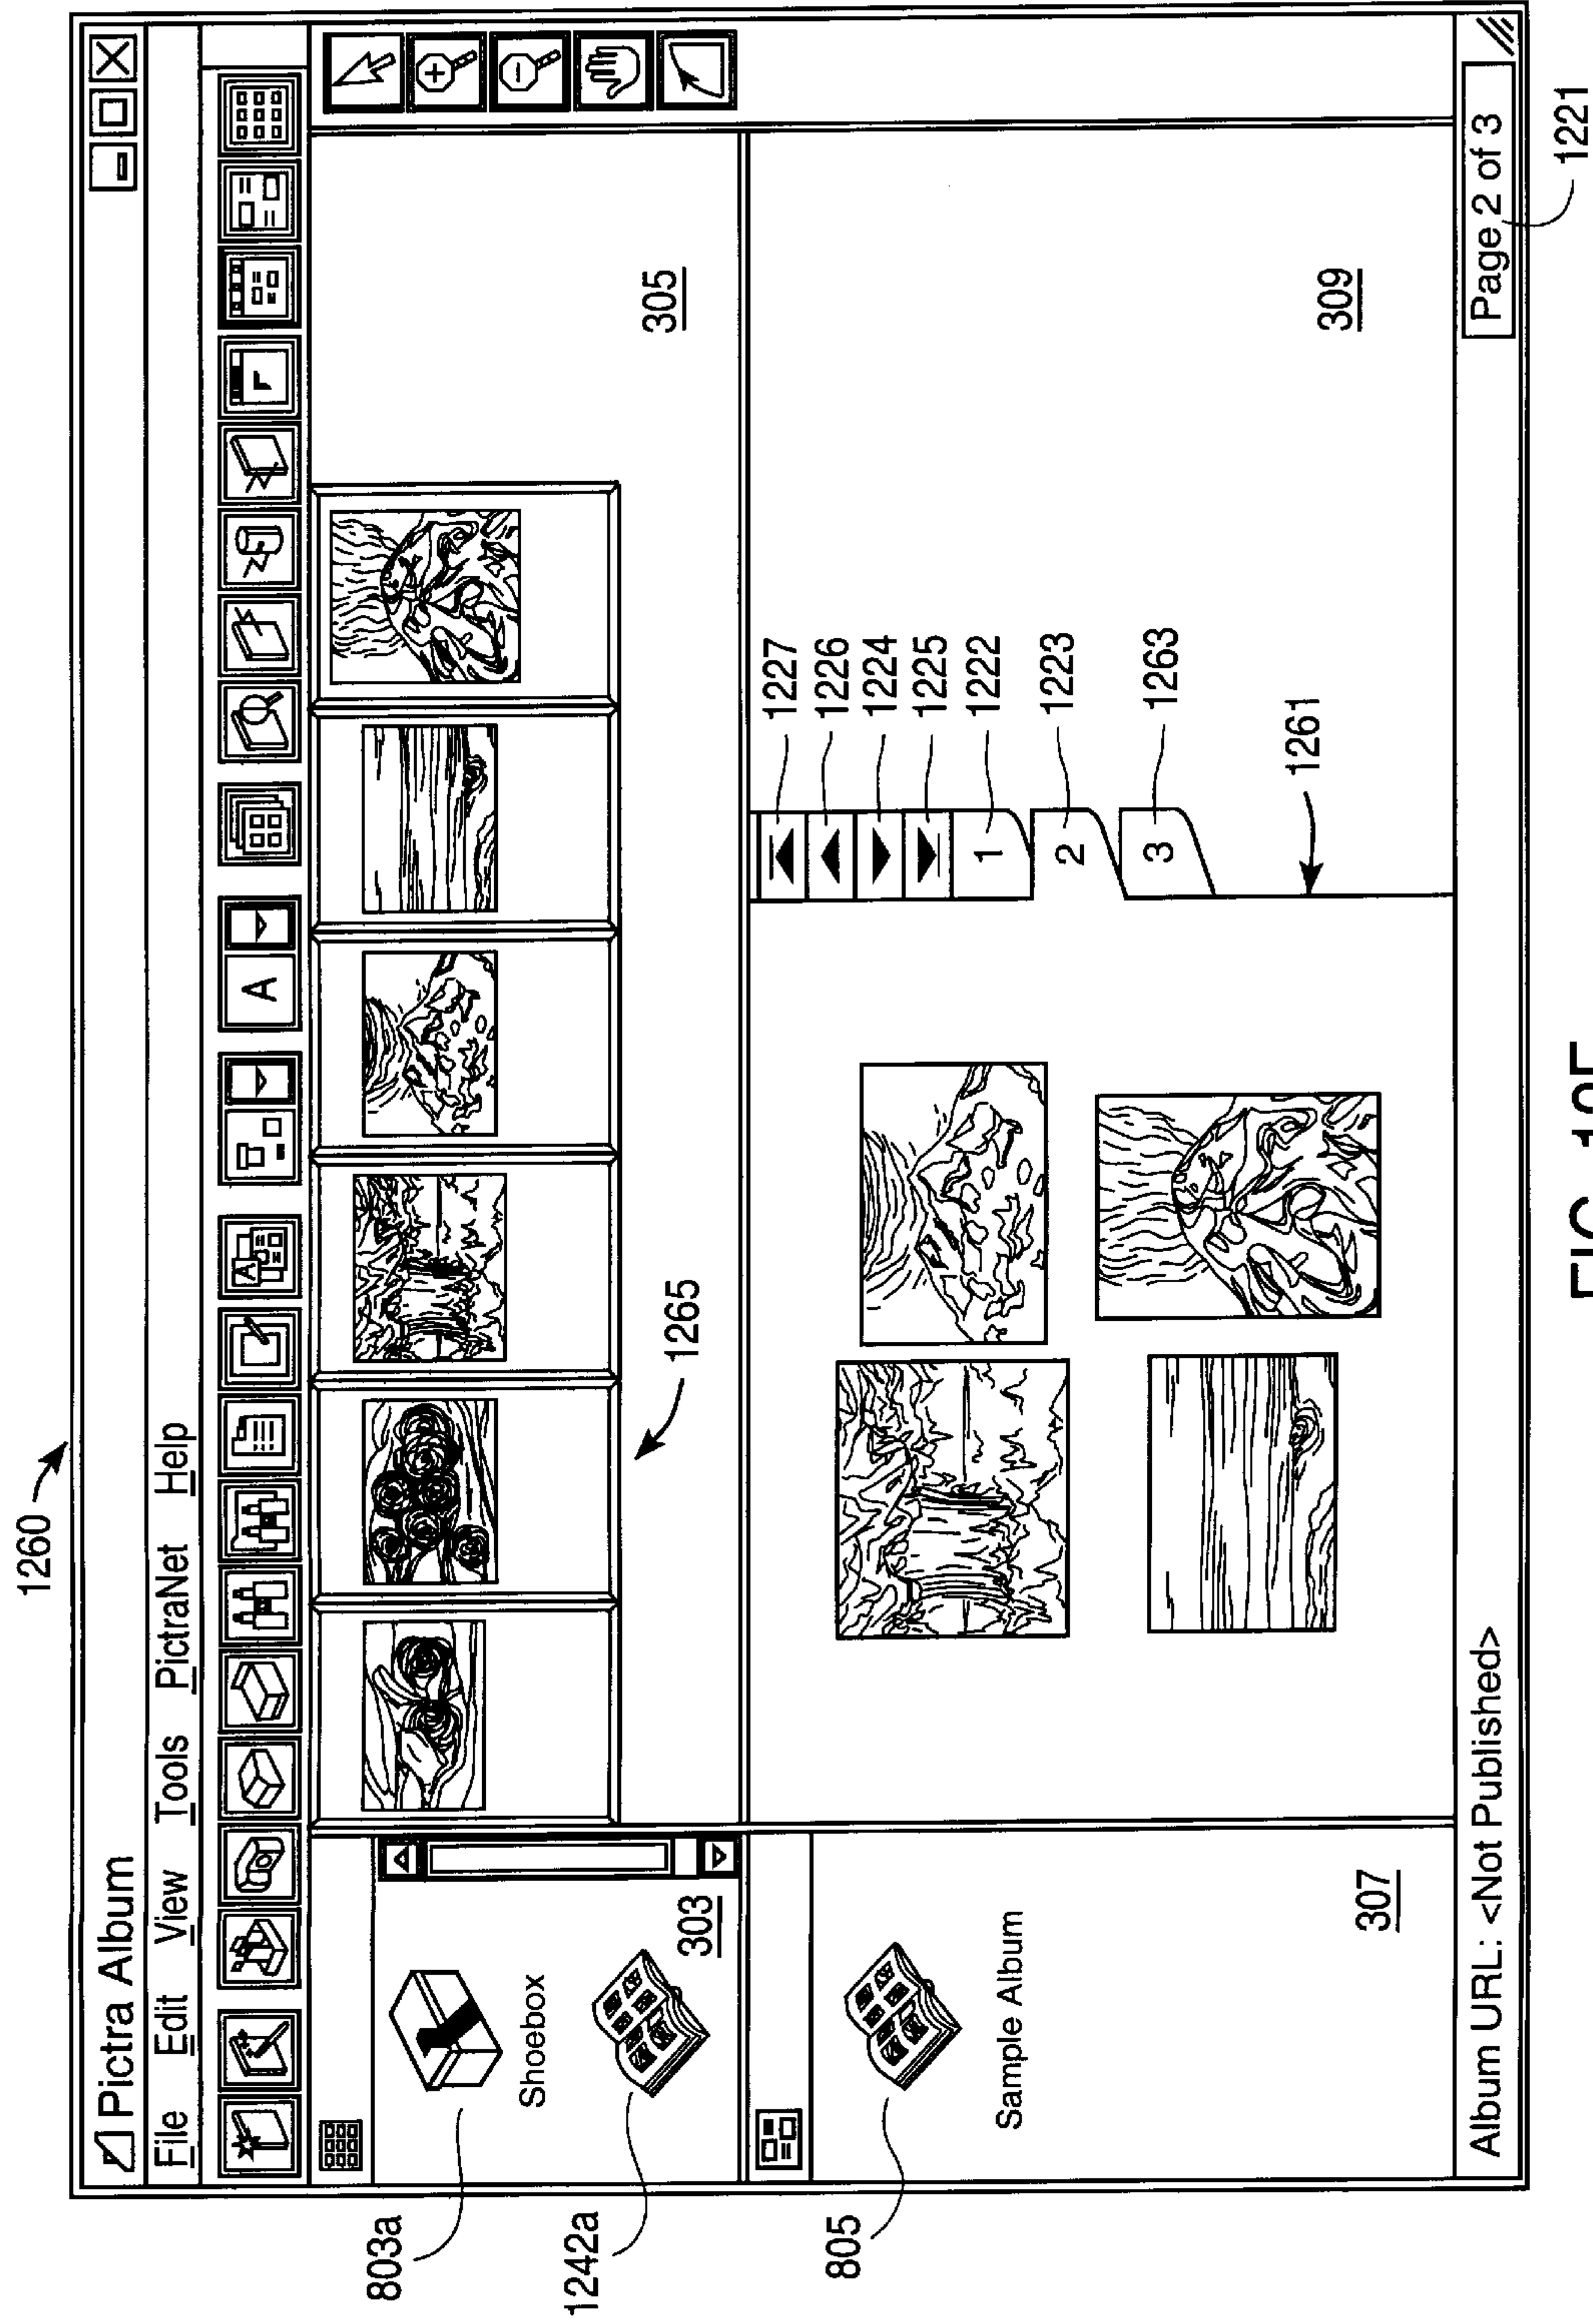 1260
Pictra Album
File Edit View Tools PictraNet Help
A
803a
Shoebox
1242a
303
305
1265
805
Sample Album
307
309
1227
1226
1224
1225
1 1222
2 1223
3 1263
1261
Album URL: <Not Published>
Page 2 of 3
1221